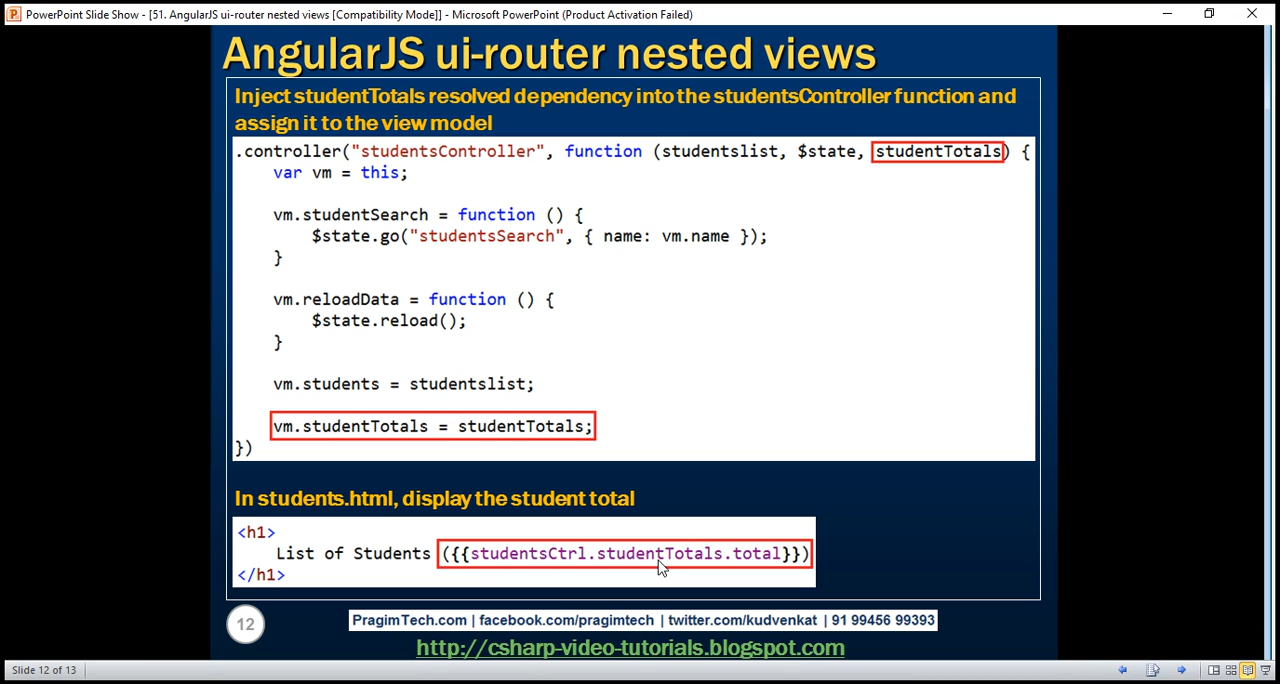 PowerPoint Slide Show - [51. AngularJS ui-router nested views [Compatibility Mode]] - Microsoft PowerPoint (Product Activation Failed)
AngularJS ui-router nested views
Inject studentTotals resolved dependency into the studentsController function and
assign it to the view model
.controller("studentsController", function (studentslist, $state, studentTotals) {
    var vm = this;
    vm.studentSearch = function () {
        $state.go("studentsSearch", { name: vm.name });
    }
    vm.reloadData = function () {
        $state.reload();
    }
    vm.students = studentslist;
    vm.studentTotals = studentTotals;
})
In students.html, display the student total
<h1>
    List of Students ({{studentsCtrl.studentTotals.total}})
</h1>
12
PragimTech.com | facebook.com/pragimtech | twitter.com/kudvenkat | 91 99456 99393
http://csharp-video-tutorials.blogspot.com
Slide 12 of 13